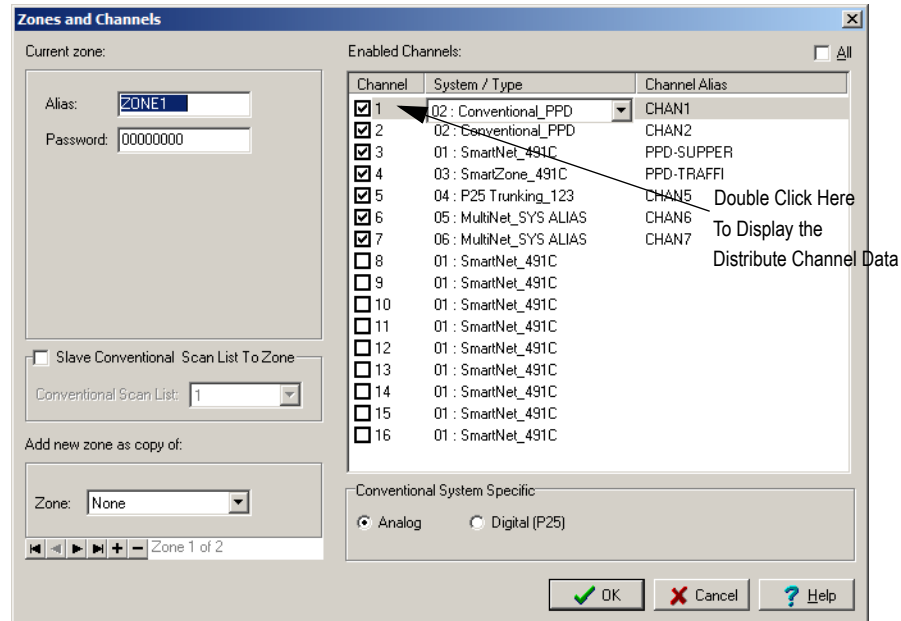 Zones and Channels
Current zone:
Alias: ZONE1
Password: 00000000
Slave Conventional Scan List To Zone
Conventional Scan List: 1
Add new zone as copy of:
Zone: None
Zone 1 of 2
Enabled Channels:
All
Channel System / Type Channel Alias
1 02 : Conventional_PPD CHAN1
2 02 : Conventional_PPD CHAN2
3 01 : SmartNet_491C PPD-SUPPER
4 03 : SmartZone_491C PPD-TRAFFI
5 04 : P25 Trunking_123 CHAN5
6 05 : MultiNet_SYS ALIAS CHAN6
7 06 : MultiNet_SYS ALIAS CHAN7
8 01 : SmartNet_491C
9 01 : SmartNet_491C
10 01 : SmartNet_491C
11 01 : SmartNet_491C
12 01 : SmartNet_491C
13 01 : SmartNet_491C
14 01 : SmartNet_491C
15 01 : SmartNet_491C
16 01 : SmartNet_491C
Double Click Here
To Display the
Distribute Channel Data
Conventional System Specific
Analog Digital (P25)
OK Cancel Help